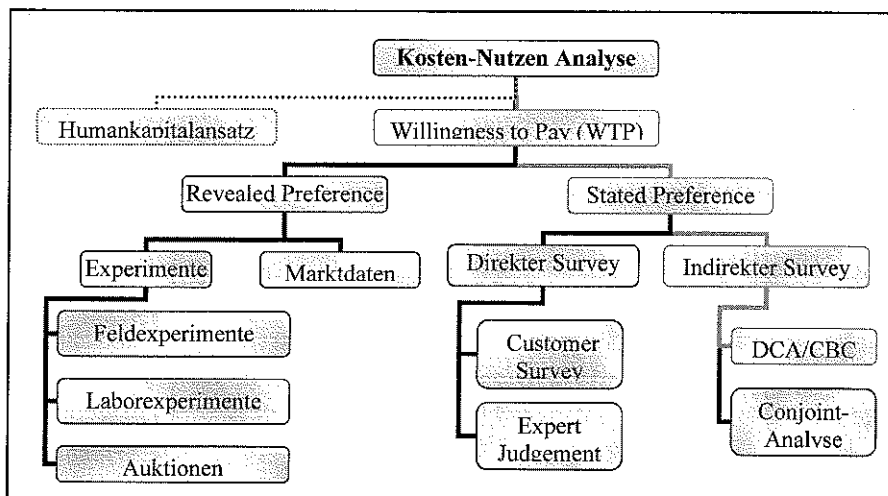 Kosten-Nutzen Analyse
Humankapitalansatz
Willingness to Pay (WTP)
Revealed Preference
Stated Preference
Experimente
Marktdaten
Direkter Survey
Indirekter Survey
Feldexperimente
Customer
Survey
DCA/CBC
Laborexperimente
Expert
Judgement
Conjoint-
Analyse
Auktionen